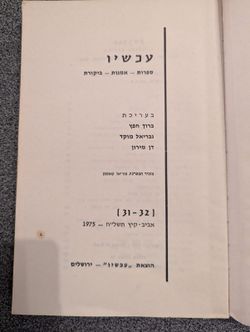 עכשיו
ספרות – אמנות – ביקורת
בעריכת
ברוך חפץ
גבריאל מוקד
דן מירון
[31-32]
אביב-קיץ תשל"ה – 1975
הוצאת "עכשיו" – ירושלים